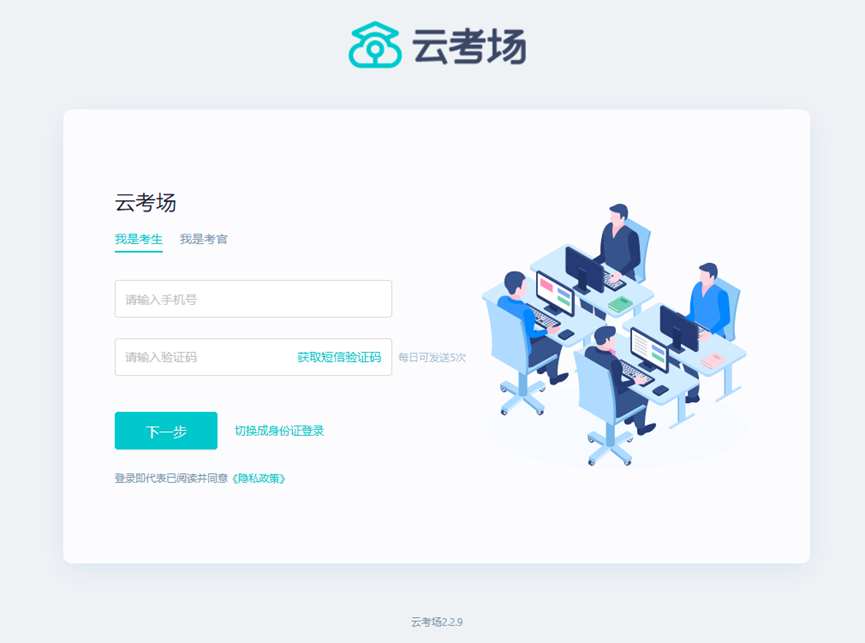 云考场
云考场
我是考生 我是考官
请输入手机号
请输入验证码 获取短信验证码 每日可发送5次
下一步 切换成身份证登录
登录即代表已阅读并同意《隐私政策》
云考场2.2.9